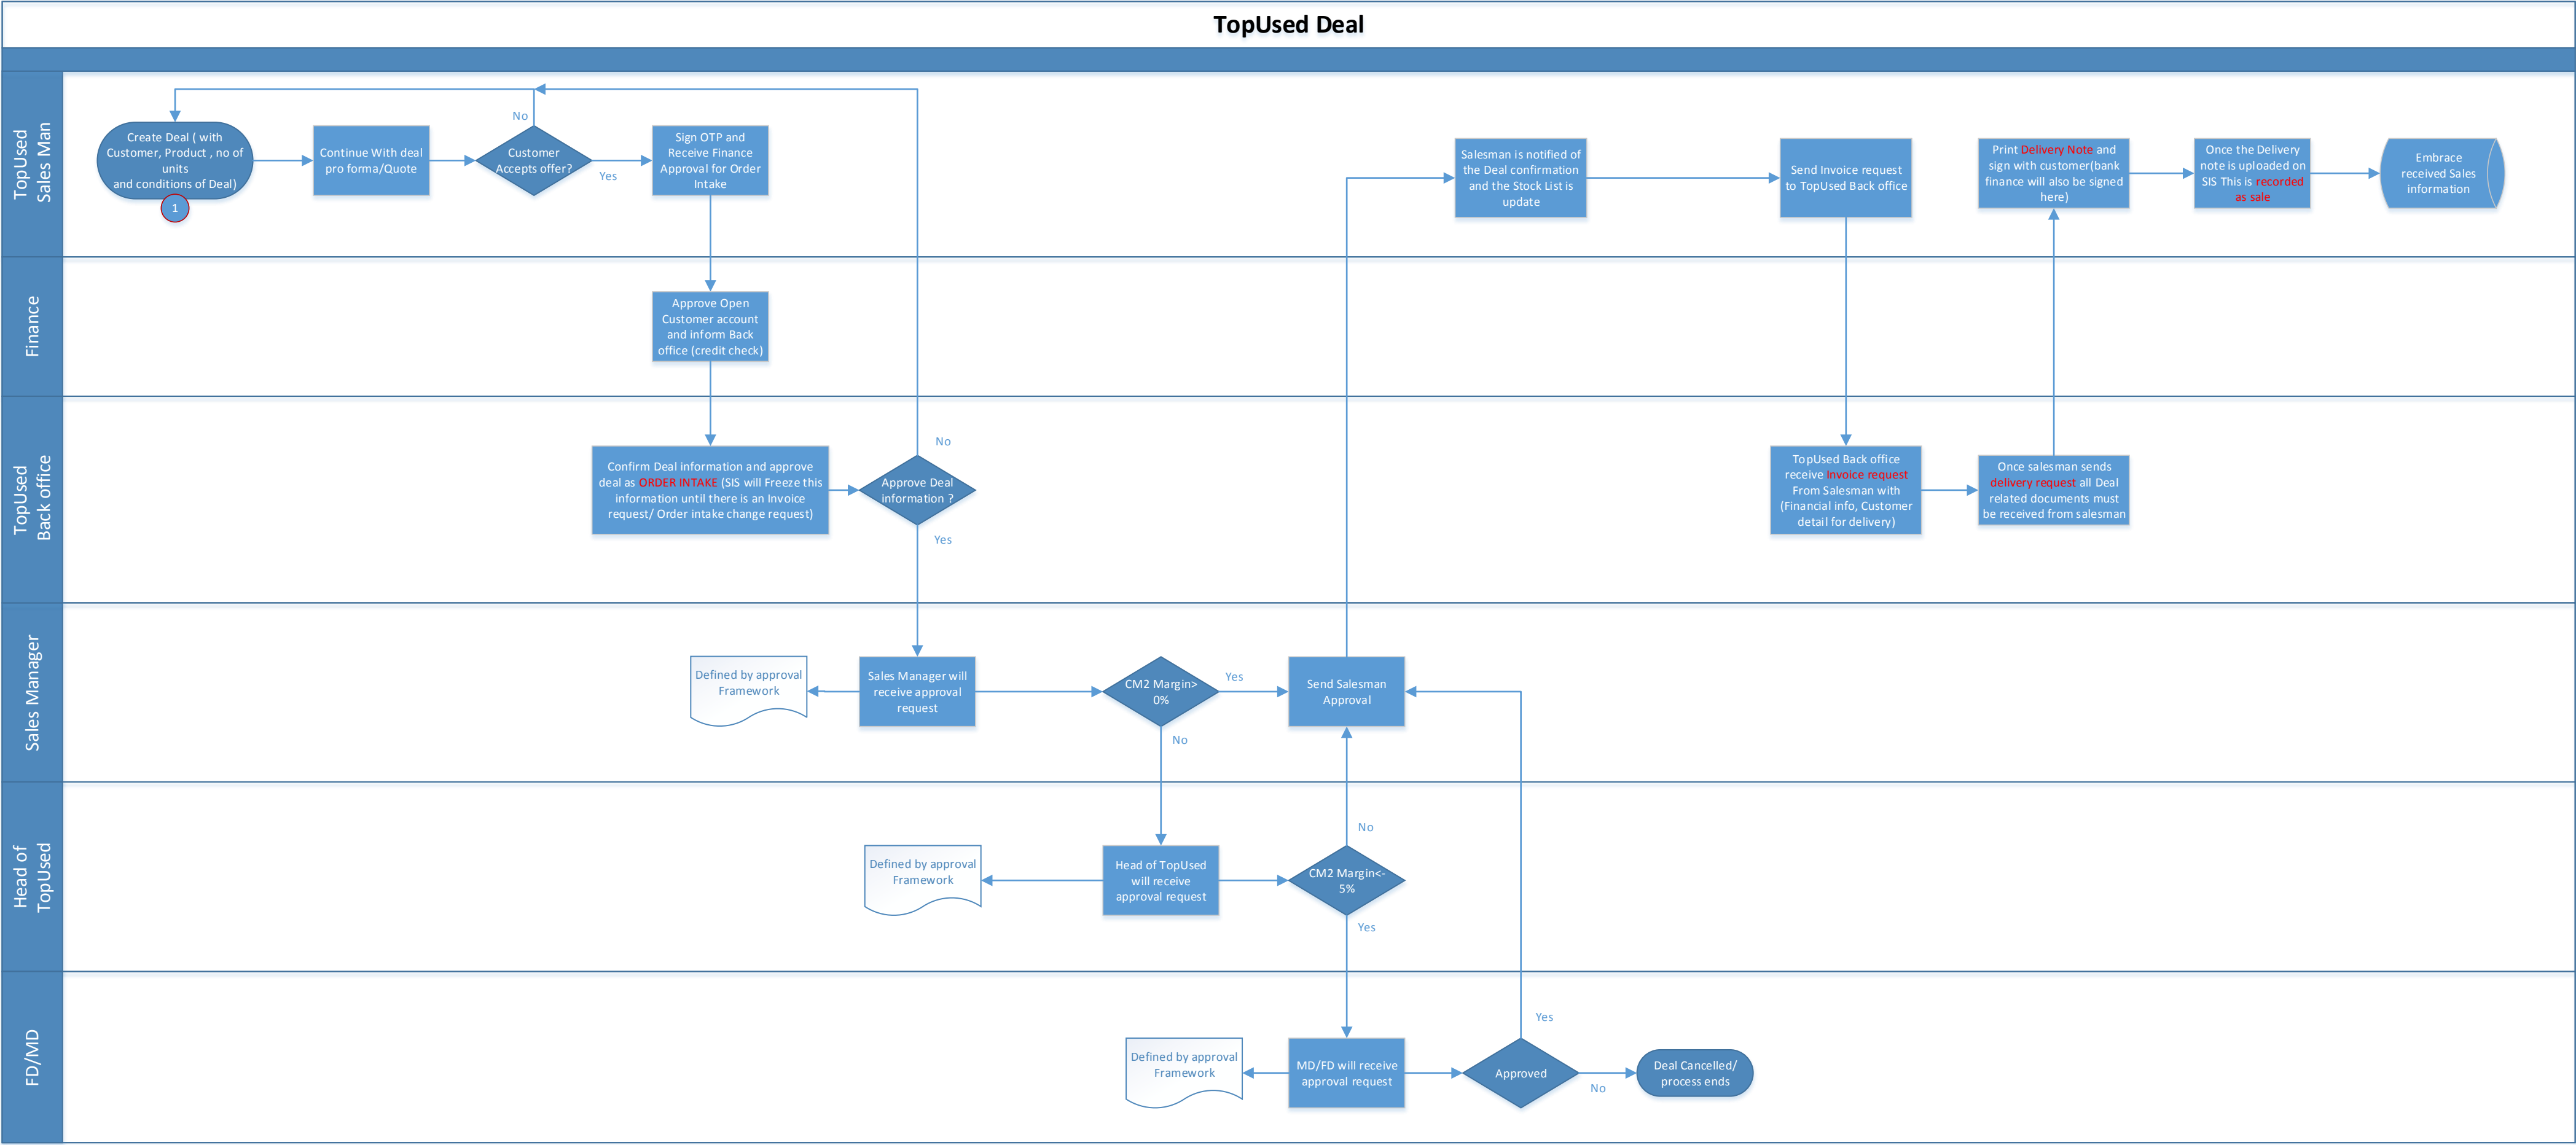 TopUsed Deal
TopUsed
Sales Man
Create Deal ( with
Customer, Product , no of
units
and conditions of Deal)
1
Continue With deal
pro forma/Quote
No
Customer
Accepts offer?
Yes
Sign OTP and
Receive Finance
Approval for Order
Intake
Salesman is notified of
the Deal confirmation
and the Stock List is
update
Send Invoice request
to TopUsed Back office
Print Delivery Note and
sign with customer(bank
finance will also be signed
here)
Once the Delivery
note is uploaded on
SIS This is recorded
as sale
Embrace
received Sales
information
Finance
Approve Open
Customer account
and inform Back
office (credit check)
TopUsed
Back office
Confirm Deal information and approve
deal as ORDER INTAKE (SIS will Freeze this
information until there is an Invoice
request/ Order intake change request)
No
Approve Deal
information ?
Yes
TopUsed Back office
receive Invoice request
From Salesman with
(Financial info, Customer
detail for delivery)
Once salesman sends
delivery request all Deal
related documents must
be received from salesman
Sales Manager
Defined by approval
Framework
Sales Manager will
receive approval
request
CM2 Margin>
0%
Yes
No
Send Salesman
Approval
Head of
TopUsed
Defined by approval
Framework
Head of TopUsed
will receive
approval request
No
CM2 Margin<-
5%
Yes
FD/MD
Defined by approval
Framework
MD/FD will receive
approval request
Yes
Approved
No
Deal Cancelled/
process ends